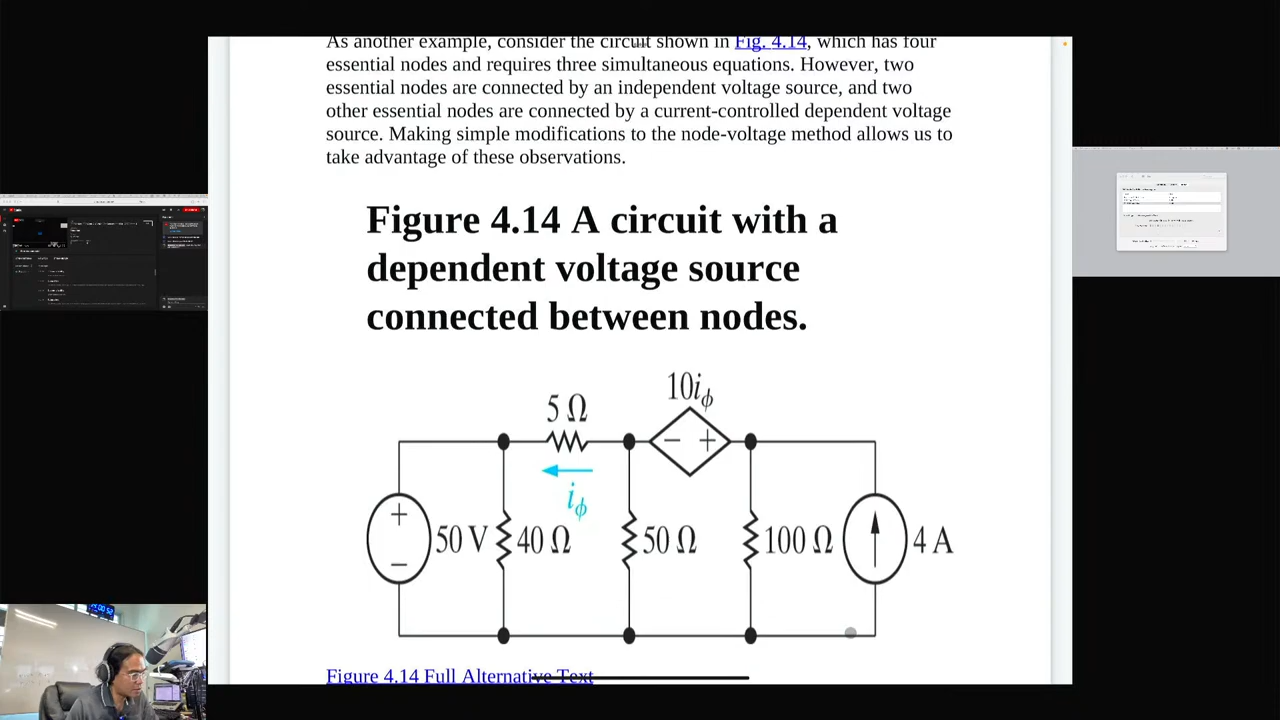 As another example, consider the circuit shown in Fig. 4.14, which has four
essential nodes and requires three simultaneous equations. However, two
essential nodes are connected by an independent voltage source, and two
other essential nodes are connected by a current-controlled dependent voltage
source. Making simple modifications to the node-voltage method allows us to
take advantage of these observations.
Figure 4.14 A circuit with a
dependent voltage source
connected between nodes.
10iϕ
5 Ω
− +
iϕ
+
−
50 V
40 Ω
50 Ω
100 Ω
4 A
Figure 4.14 Full Alternative Text